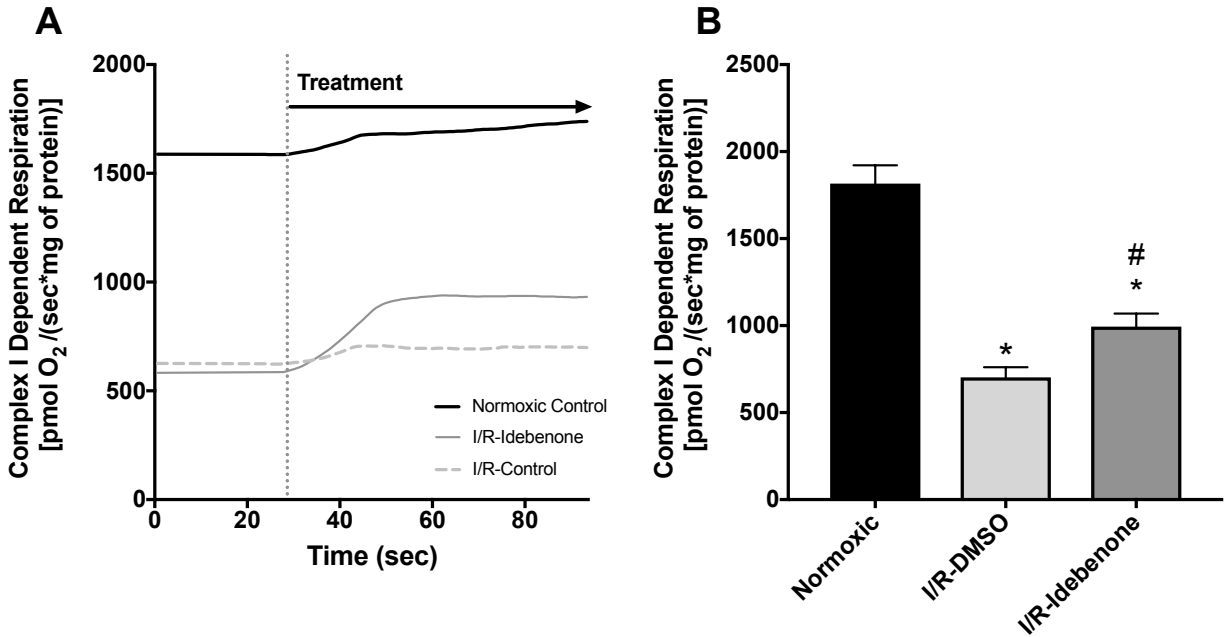 A
Complex I Dependent Respiration
[pmol O2 /(sec*mg of protein)]
2000
1500
1000
500
0
Treatment
Normoxic Control
I/R-Idebenone
I/R-Control
0
20
40
60
80
Time (sec)
B
Complex I Dependent Respiration
[pmol O2 /(sec*mg of protein)]
2500
2000
1500
1000
500
0
*
#
*
Normoxic
I/R-DMSO
I/R-Idebenone